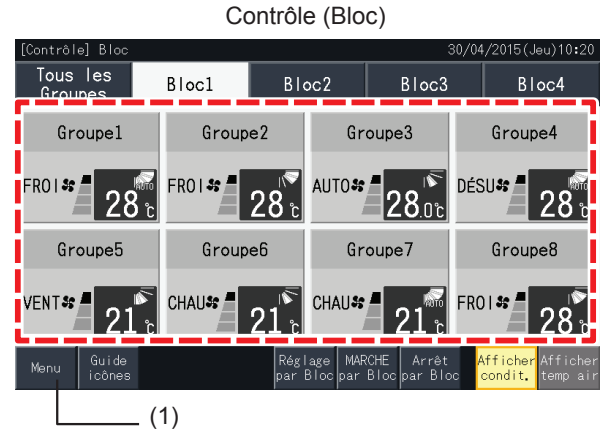 Contrôle (Bloc)
[Contrôle] Bloc 30/04/2015(Jeu)10:20
Tous les
Groupes
Bloc1 Bloc2 Bloc3 Bloc4
Groupe1 Groupe2 Groupe3 Groupe4
FROI AUTO 28 ℃ FROI 28 ℃ AUTO 28.0℃ DÉSU AUTO 28 ℃
Groupe5 Groupe6 Groupe7 Groupe8
VENT 21 ℃ CHAU 21 ℃ CHAU AUTO 21 ℃ FROI 28 ℃
Menu
Guide
icônes
Réglage
par Bloc
MARCHE
par Bloc
Arrêt
par Bloc
Afficher
condit.
Afficher
temp air
(1)